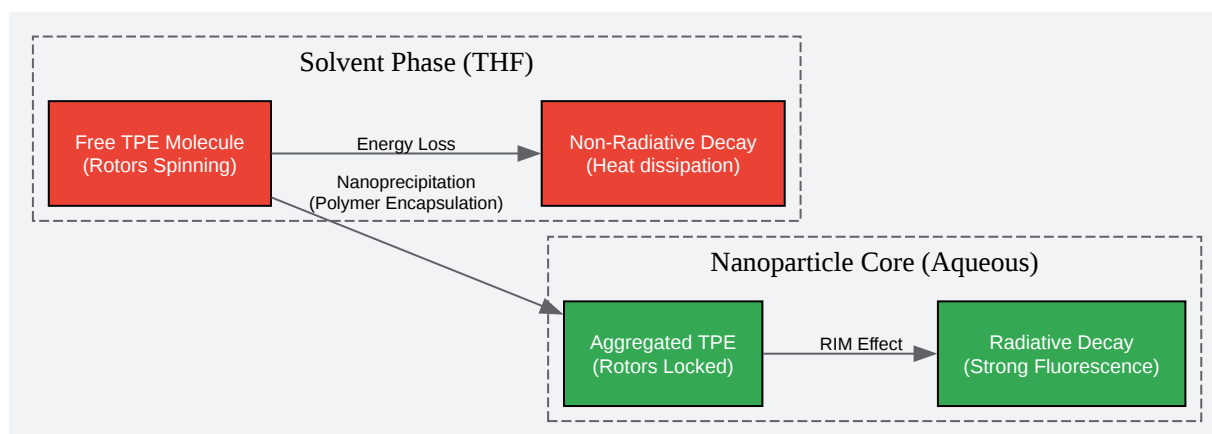 Solvent Phase (THF)
Free TPE Molecule
(Rotors Spinning)
Energy Loss
Non-Radiative Decay
(Heat dissipation)
Nanoprecipitation
(Polymer Encapsulation)
Nanoparticle Core (Aqueous)
Aggregated TPE
(Rotors Locked)
RIM Effect
Radiative Decay
(Strong Fluorescence)